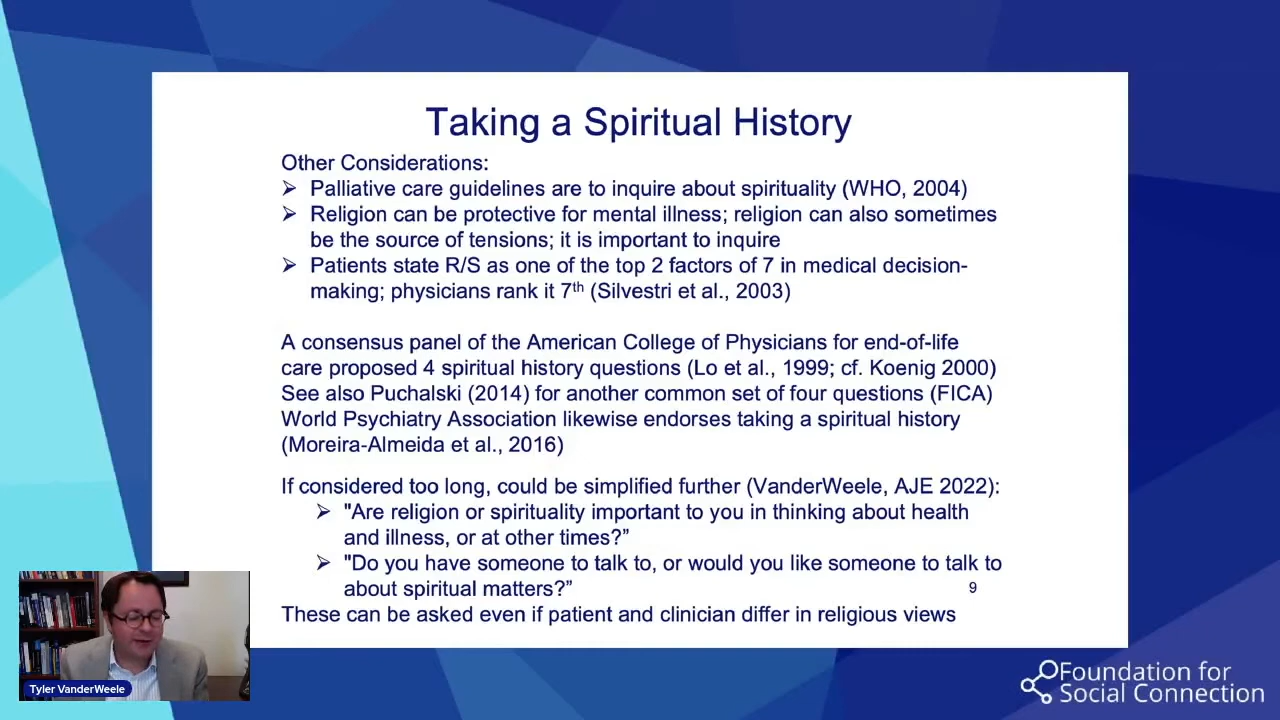 Taking a Spiritual History
Other Considerations:
➢ Palliative care guidelines are to inquire about spirituality (WHO, 2004)
➢ Religion can be protective for mental illness; religion can also sometimes
be the source of tensions; it is important to inquire
➢ Patients state R/S as one of the top 2 factors of 7 in medical decision-
making; physicians rank it 7th (Silvestri et al., 2003)
A consensus panel of the American College of Physicians for end-of-life
care proposed 4 spiritual history questions (Lo et al., 1999; cf. Koenig 2000)
See also Puchalski (2014) for another common set of four questions (FICA)
World Psychiatry Association likewise endorses taking a spiritual history
(Moreira-Almeida et al., 2016)
If considered too long, could be simplified further (VanderWeele, AJE 2022):
➢ "Are religion or spirituality important to you in thinking about health
and illness, or at other times?”
➢ "Do you have someone to talk to, or would you like someone to talk to
about spiritual matters?”
9
These can be asked even if patient and clinician differ in religious views
Tyler VanderWeele
Foundation for
Social Connection